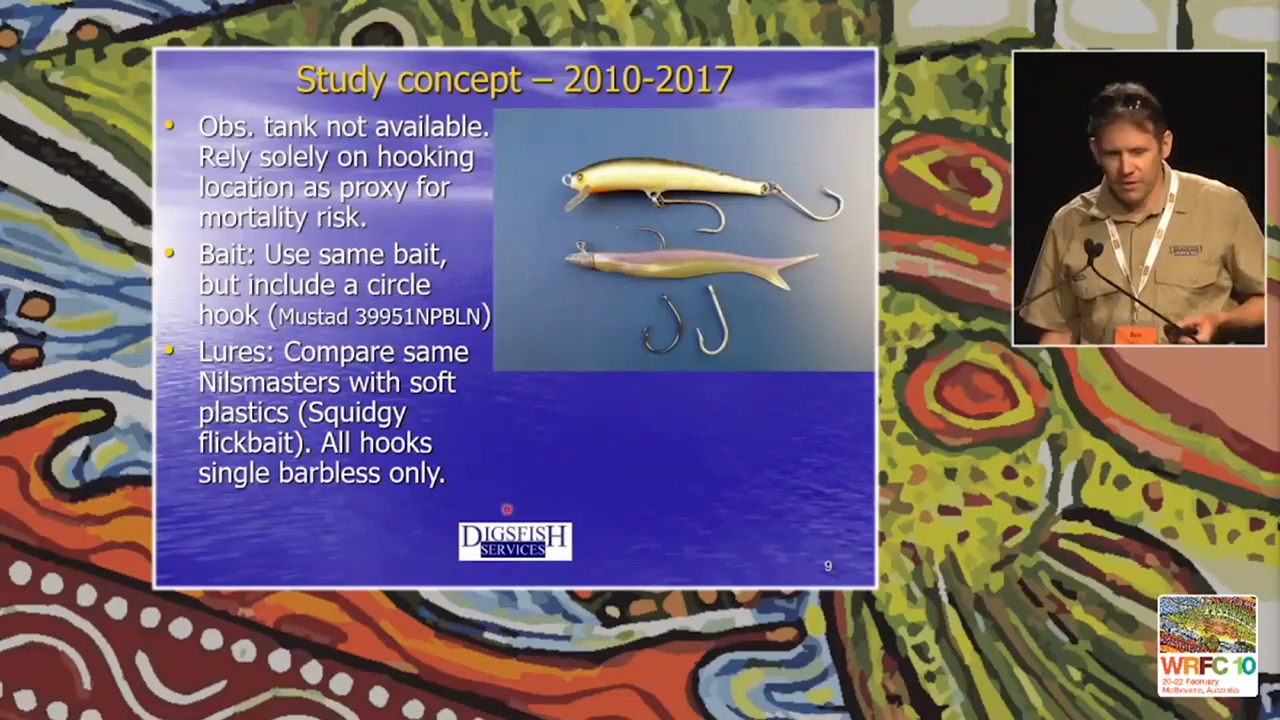 Study concept – 2010-2017
• Obs. tank not available.
Rely solely on hooking
location as proxy for
mortality risk.
• Bait: Use same bait,
but include a circle
hook (Mustad 39951NPBLN)
• Lures: Compare same
Nilsmasters with soft
plastics (Squidgy
flickbait). All hooks
single barbless only.
DIGSFISH
SERVICES
9
WRFC 10
20-22 February
Melbourne, Australia